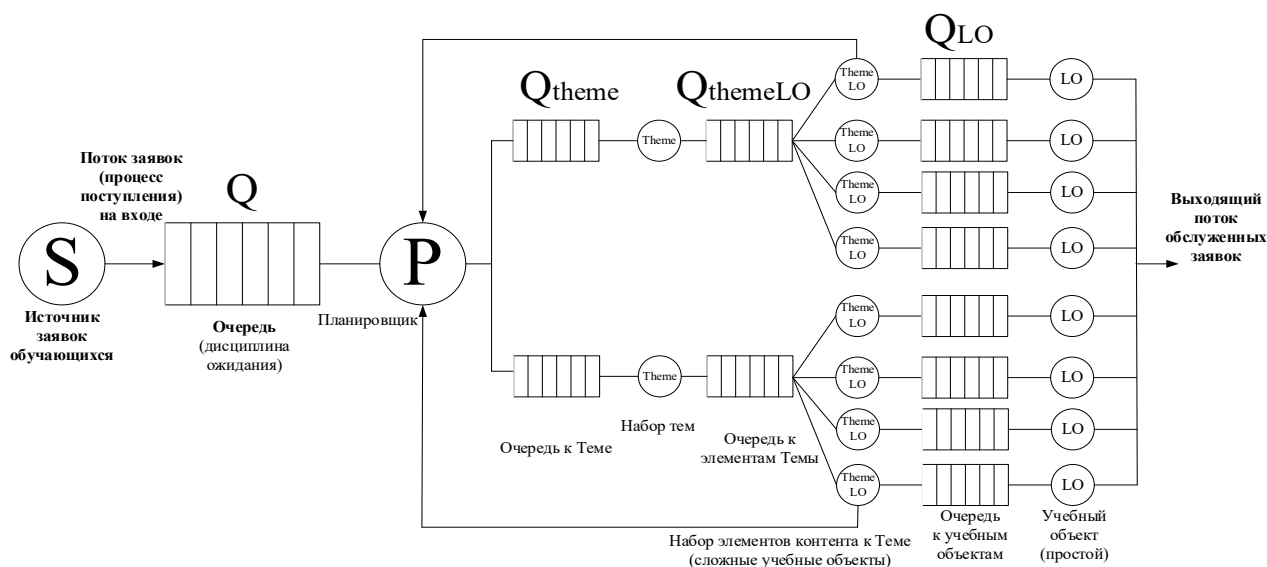 Q LO
Q theme
Q themeLO
Theme
LO
LO
Theme
Theme
LO
LO
Theme
LO
LO
Theme
LO
LO
Поток заявок
(процесс
поступления)
на входе
Q
S
P
Выходящий
поток
обслуженных
заявок
Источник
заявок
обучающихся
Очередь
(дисциплина
ожидания)
Планировщик
Theme
LO
LO
Theme
Theme
LO
LO
Theme
LO
LO
Theme
LO
LO
Очередь к Теме
Набор тем
Очередь к
элементам Темы
Набор элементов контента к Теме
(сложные учебные объекты)
Очередь
к учебным
объектам
Учебный
объект
(простой)